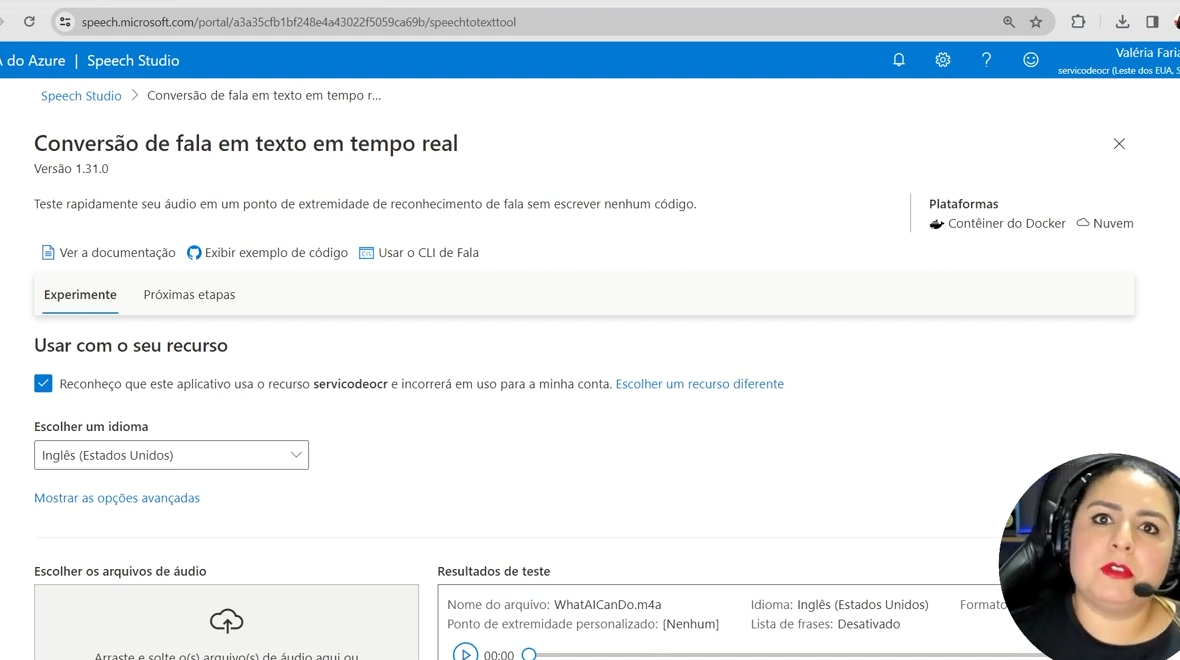 speech.microsoft.com/portal/a3a35cfb1bf248e4a43022f5059ca69b/speechtotexttool
do Azure | Speech Studio
Valéria Faria
servicodeocr (Leste dos EUA, S
Speech Studio > Conversão de fala em texto em tempo r...
Conversão de fala em texto em tempo real
Versão 1.31.0
Teste rapidamente seu áudio em um ponto de extremidade de reconhecimento de fala sem escrever nenhum código.
Plataformas
Contêiner do Docker Nuvem
Ver a documentação Exibir exemplo de código Usar o CLI de Fala
Experimente Próximas etapas
Usar com o seu recurso
Reconheço que este aplicativo usa o recurso servicodeocr e incorrerá em uso para a minha conta. Escolher um recurso diferente
Escolher um idioma
Inglês (Estados Unidos)
Mostrar as opções avançadas
Escolher os arquivos de áudio
Arraste e solte o(s) arquivo(s) de áudio aqui ou
Resultados de teste
Nome do arquivo: WhatAICanDo.m4a Idioma: Inglês (Estados Unidos) Formato
Ponto de extremidade personalizado: [Nenhum] Lista de frases: Desativado
00:00